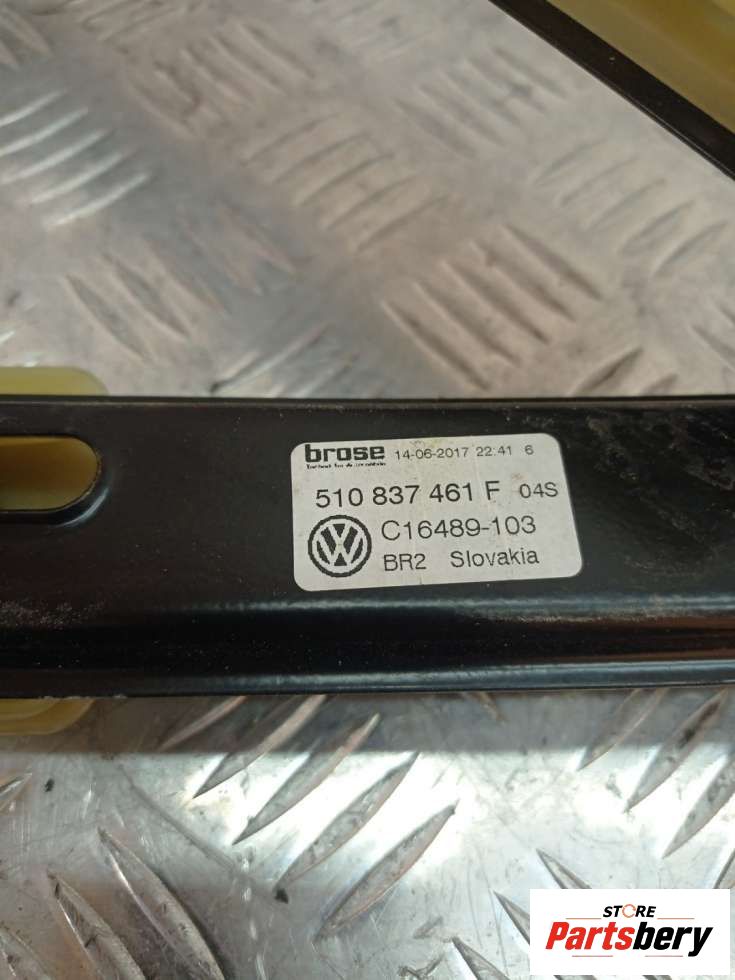 brose 14-06-2017 22:41 6
510 837 461 F 04S
C16489-103
BR2 Slovakia
STORE
Partsbery